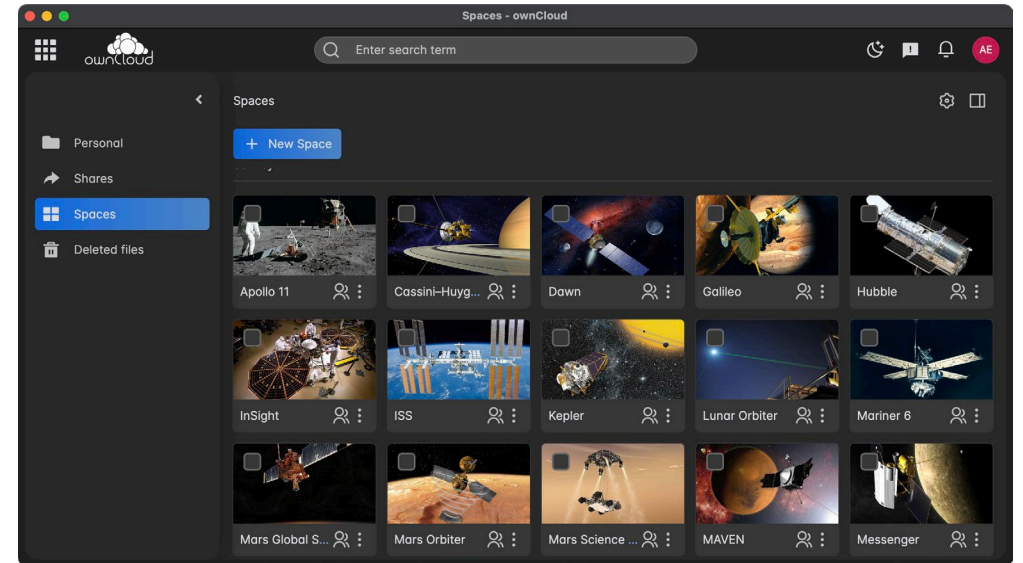 Spaces - ownCloud
ownCloud
Enter search term
AE
Spaces
Personal
+ New Space
Shares
Spaces
Deleted files
Apollo 11
Cassini–Huyg...
Dawn
Galileo
Hubble
InSight
ISS
Kepler
Lunar Orbiter
Mariner 6
Mars Global S...
Mars Orbiter
Mars Science ...
MAVEN
Messenger